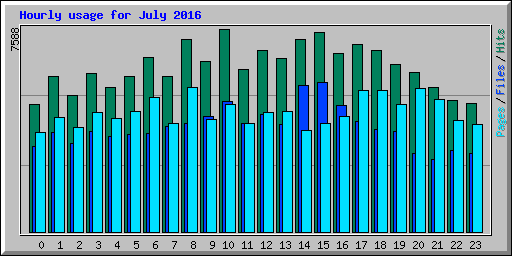 Hourly usage for July 2016
7588
Pages/Files/Hits
0 1 2 3 4 5 6 7 8 9 10 11 12 13 14 15 16 17 18 19 20 21 22 23